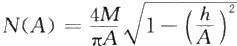 N(A) = \frac{4M}{\pi A} \sqrt{1 - \left( \frac{h}{A} \right)^2}